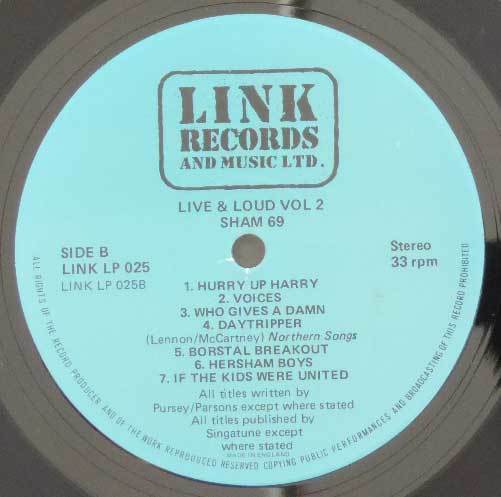 LINK
RECORDS
AND MUSIC LTD.
LIVE & LOUD VOL 2
SHAM 69
SIDE B
LINK LP 025
LINK LP 025B
Stereo
33 rpm
1. HURRY UP HARRY
2. VOICES
3. WHO GIVES A DAMN
4. DAYTRIPPER
(Lennon/McCartney) Northern Songs
5. BORSTAL BREAKOUT
6. HERSHAM BOYS
7. IF THE KIDS WERE UNITED
All titles written by
Pursey/Parsons except where stated
All titles published by
Singatune except
where stated
MADE IN ENGLAND
ALL RIGHTS OF THE RECORD PRODUCER AND OF THE WORK REPRODUCED RESERVED COPYING PUBLIC PERFORMANCES AND BROADCASTING OF THIS RECORD PROHIBITED